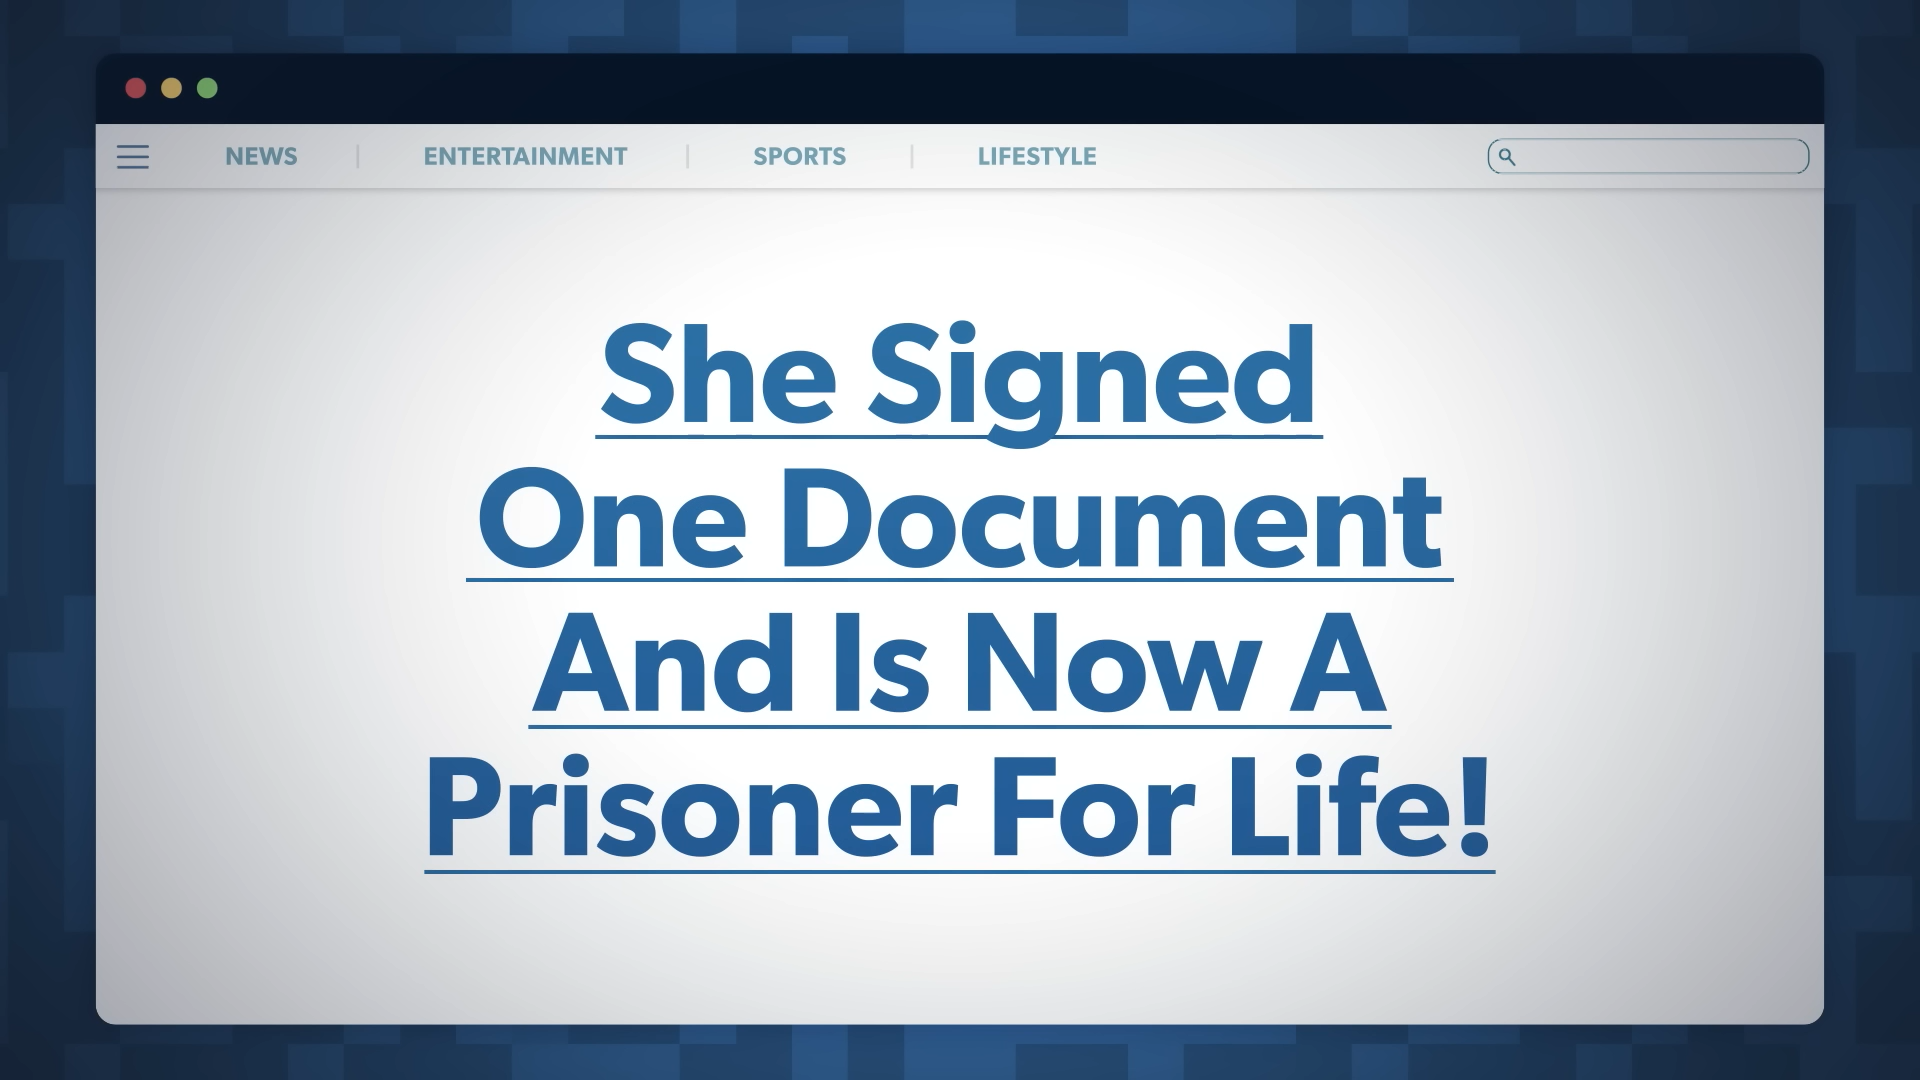 NEWS | ENTERTAINMENT | SPORTS | LIFESTYLE
She Signed
One Document
And Is Now A
Prisoner For Life!